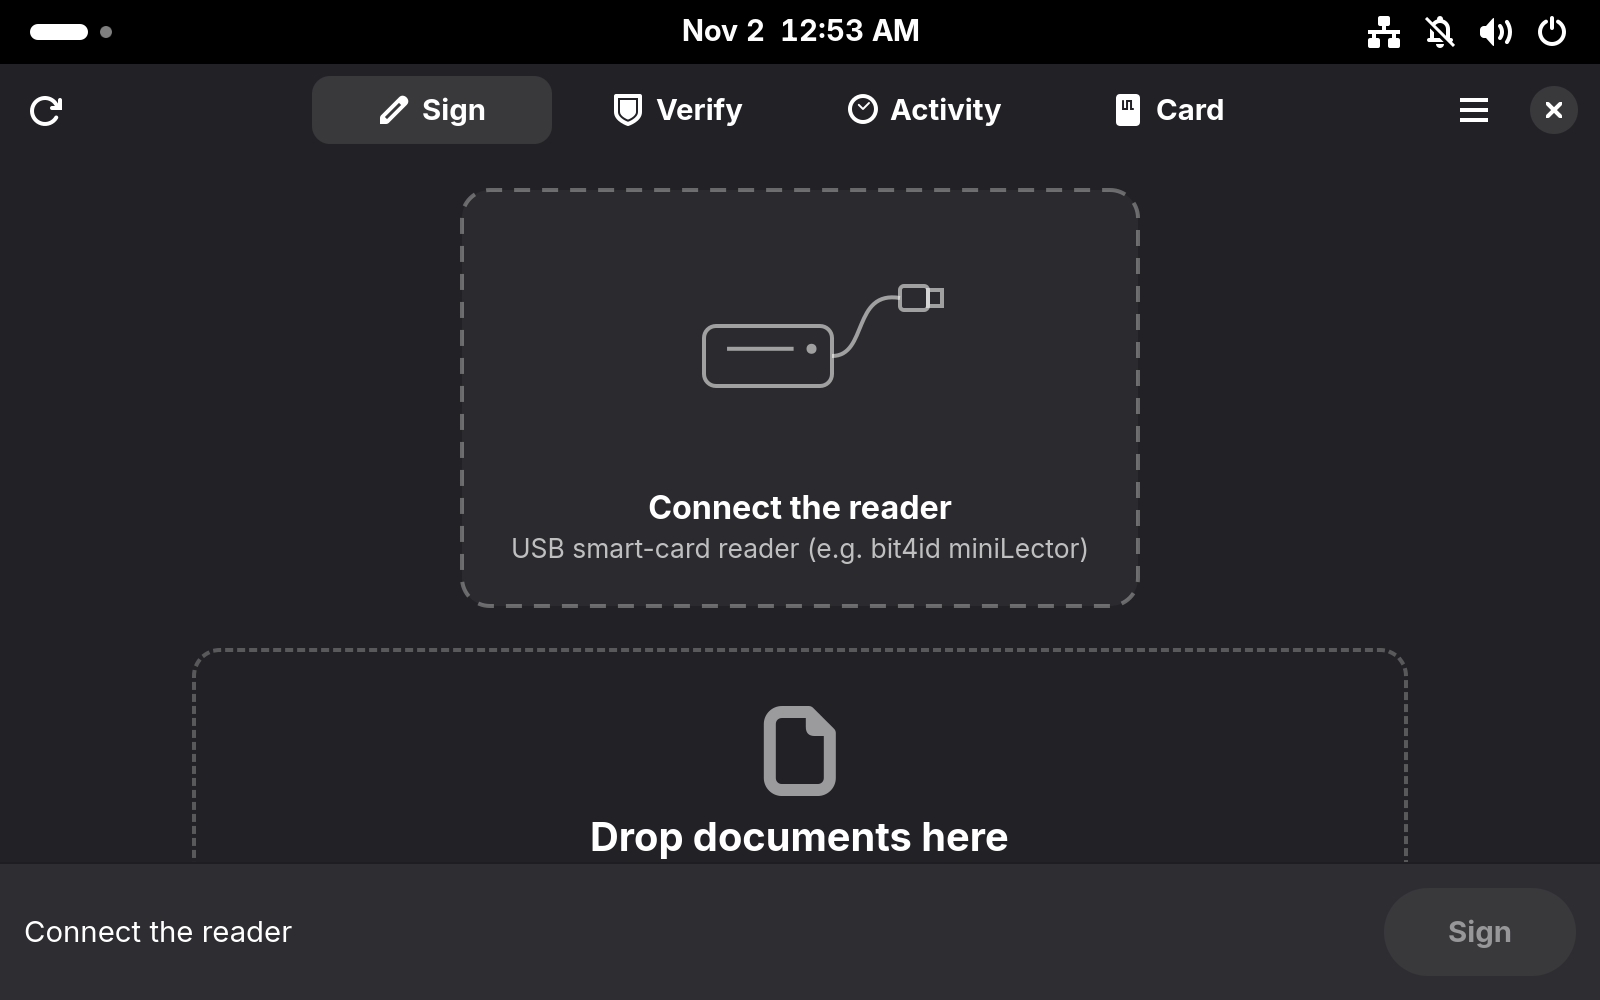 Nov 2 12:53 AM
Sign
Verify
Activity
Card
Connect the reader
USB smart-card reader (e.g. bit4id miniLector)
Drop documents here
Connect the reader
Sign